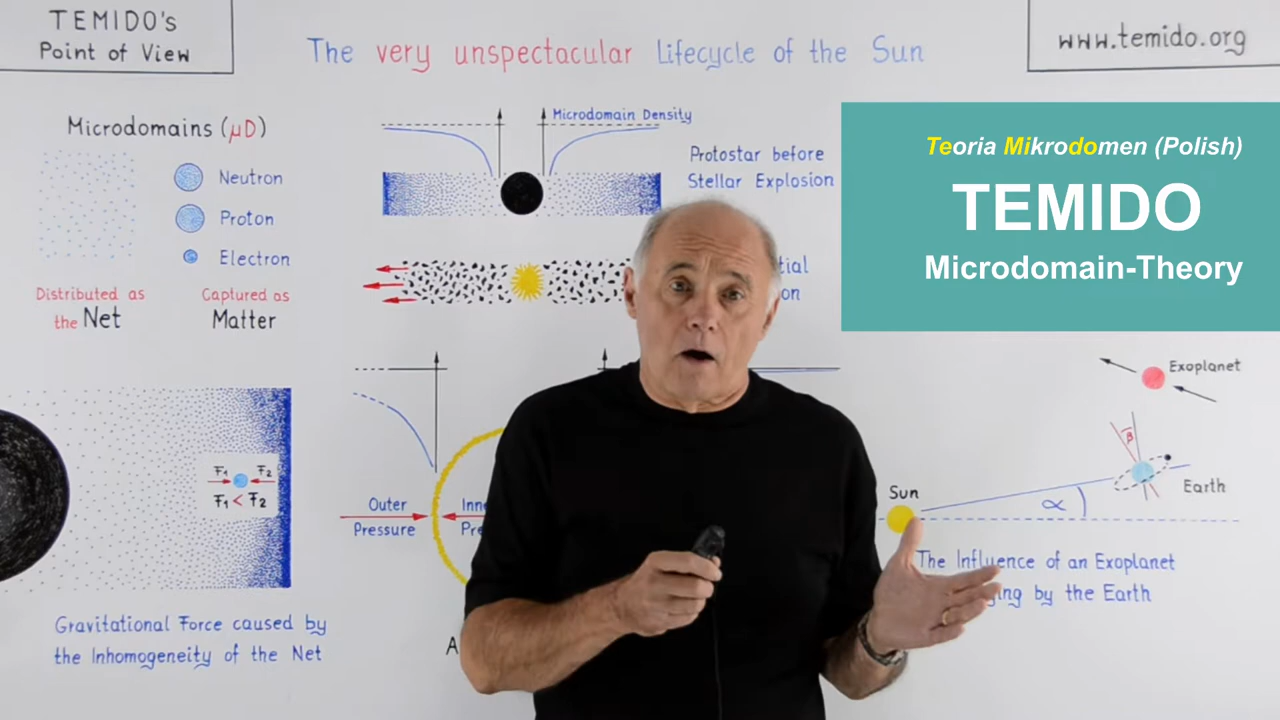 TEMIDO's
Point of View
The very unspectacular Lifecycle of the Sun
www.temido.org
Microdomains (μD)
Neutron
Proton
Electron
Distributed as
the Net
Captured as
Matter
Microdomain Density
Protostar before
Stellar Explosion
Teoria Mikrodomen (Polish)
TEMIDO
Microdomain-Theory
F₁ F₂
F₁ < F₂
Gravitational Force caused by
the Inhomogeneity of the Net
Outer
Pressure
Exoplanet
β
Earth
Sun
α
The Influence of an Exoplanet
by the Earth